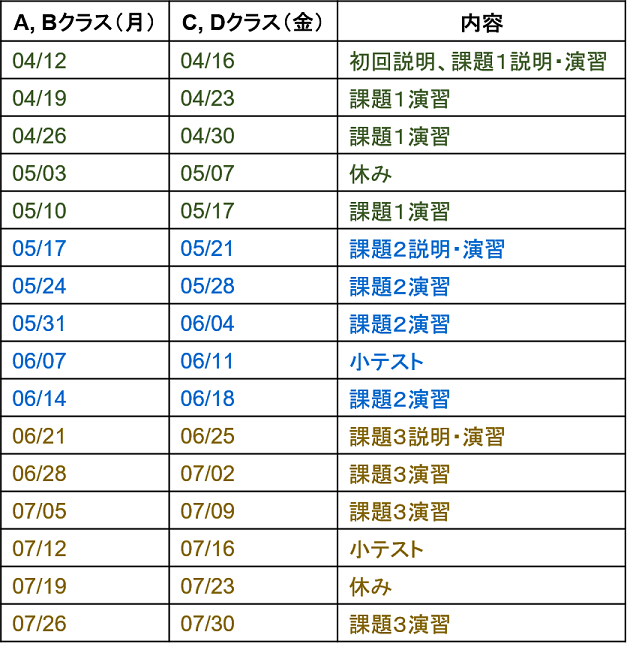 A, Bクラス（月） C, Dクラス（金） 内容
04/12 04/16 初回説明、課題１説明・演習
04/19 04/23 課題１演習
04/26 04/30 課題１演習
05/03 05/07 休み
05/10 05/17 課題１演習
05/17 05/21 課題２説明・演習
05/24 05/28 課題２演習
05/31 06/04 課題２演習
06/07 06/11 小テスト
06/14 06/18 課題２演習
06/21 06/25 課題３説明・演習
06/28 07/02 課題３演習
07/05 07/09 課題３演習
07/12 07/16 小テスト
07/19 07/23 休み
07/26 07/30 課題３演習